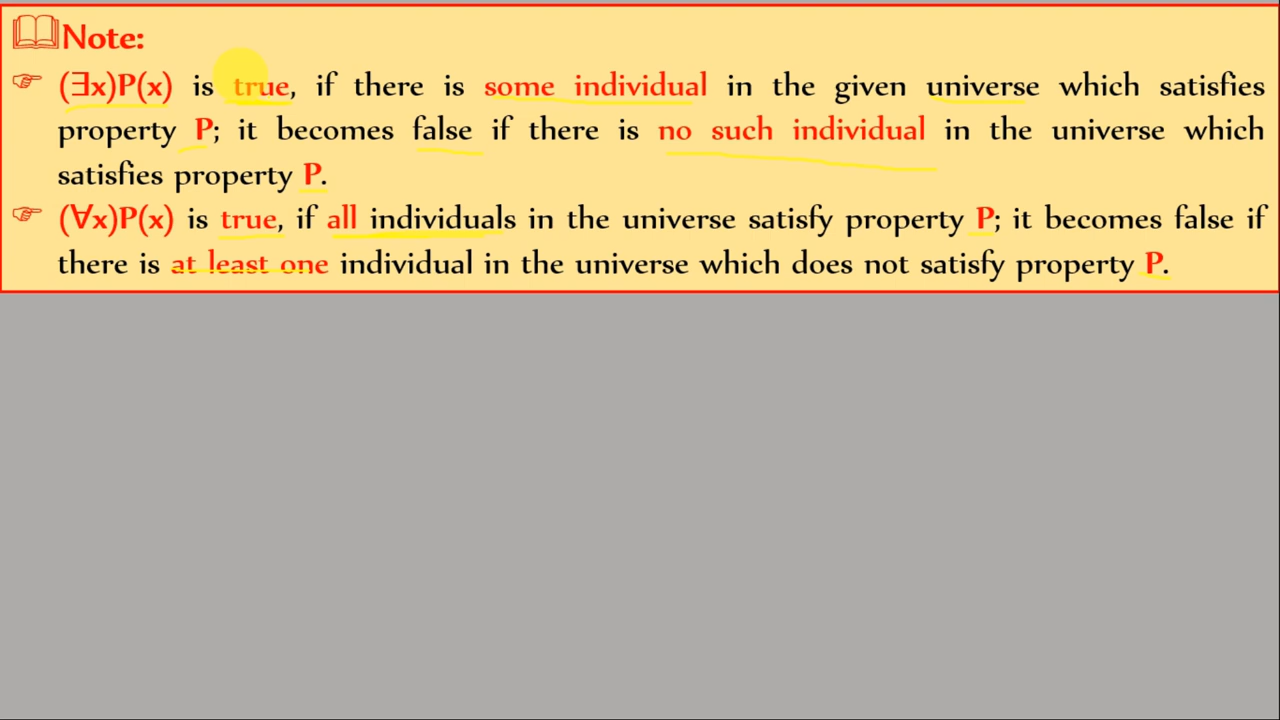 Note:
(∃x)P(x) is true, if there is some individual in the given universe which satisfies
property P; it becomes false if there is no such individual in the universe which
satisfies property P.
(∀x)P(x) is true, if all individuals in the universe satisfy property P; it becomes false if
there is at least one individual in the universe which does not satisfy property P.